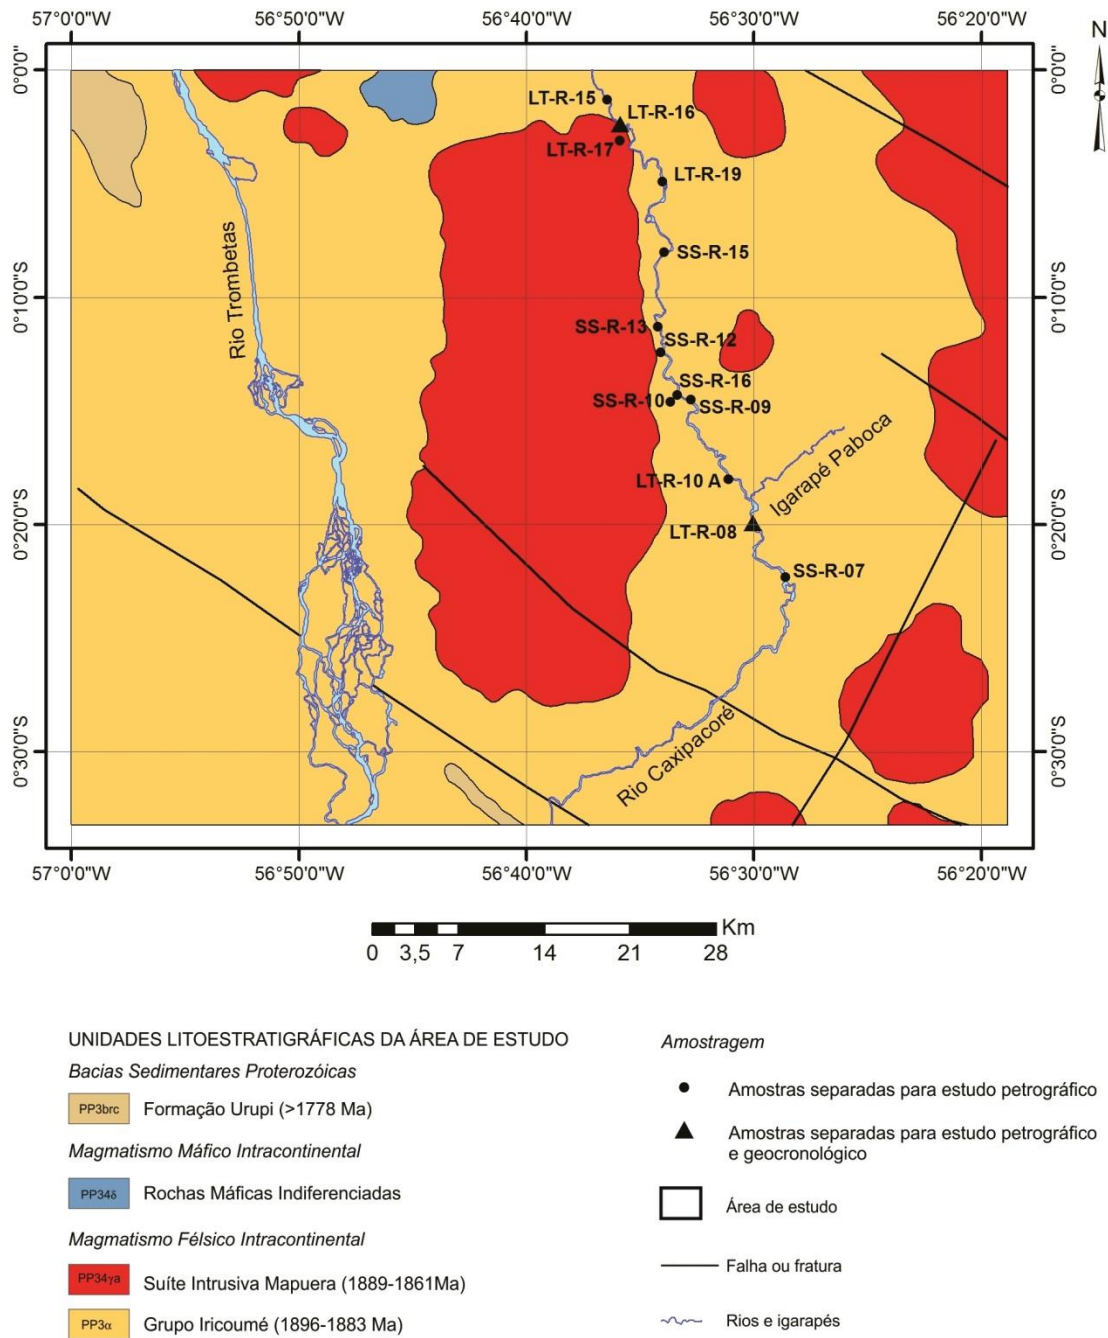 57°0'0"W
56°50'0"W
56°40'0"W
56°30'0"W
56°20'0"W
N
0°0'0"
0°0'0"
LT-R-15
LT-R-16
LT-R-17
LT-R-19
Rio Trombetas
SS-R-15
0°10'0"S
0°10'0"S
SS-R-13
SS-R-12
SS-R-16
SS-R-10
SS-R-09
Igarapé Paboca
LT-R-10 A
0°20'0"S
0°20'0"S
LT-R-08
SS-R-07
Rio Caxipacoré
0°30'0"S
0°30'0"S
57°0'0"W
56°50'0"W
56°40'0"W
56°30'0"W
56°20'0"W
Km
0 3,5 7 14 21 28
UNIDADES LITOESTRATIGRÁFICAS DA ÁREA DE ESTUDO
Bacias Sedimentares Proterozóicas
PP3brc Formação Urupi (>1778 Ma)
Magmatismo Máfico Intracontinental
PP34δ Rochas Máficas Indiferenciadas
Magmatismo Félsico Intracontinental
PP34γa Suíte Intrusiva Mapuera (1889-1861Ma)
PP3α Grupo Iricoumé (1896-1883 Ma)
Amostragem
Amostras separadas para estudo petrográfico
Amostras separadas para estudo petrográfico
e geocronológico
Área de estudo
Falha ou fratura
Rios e igarapés